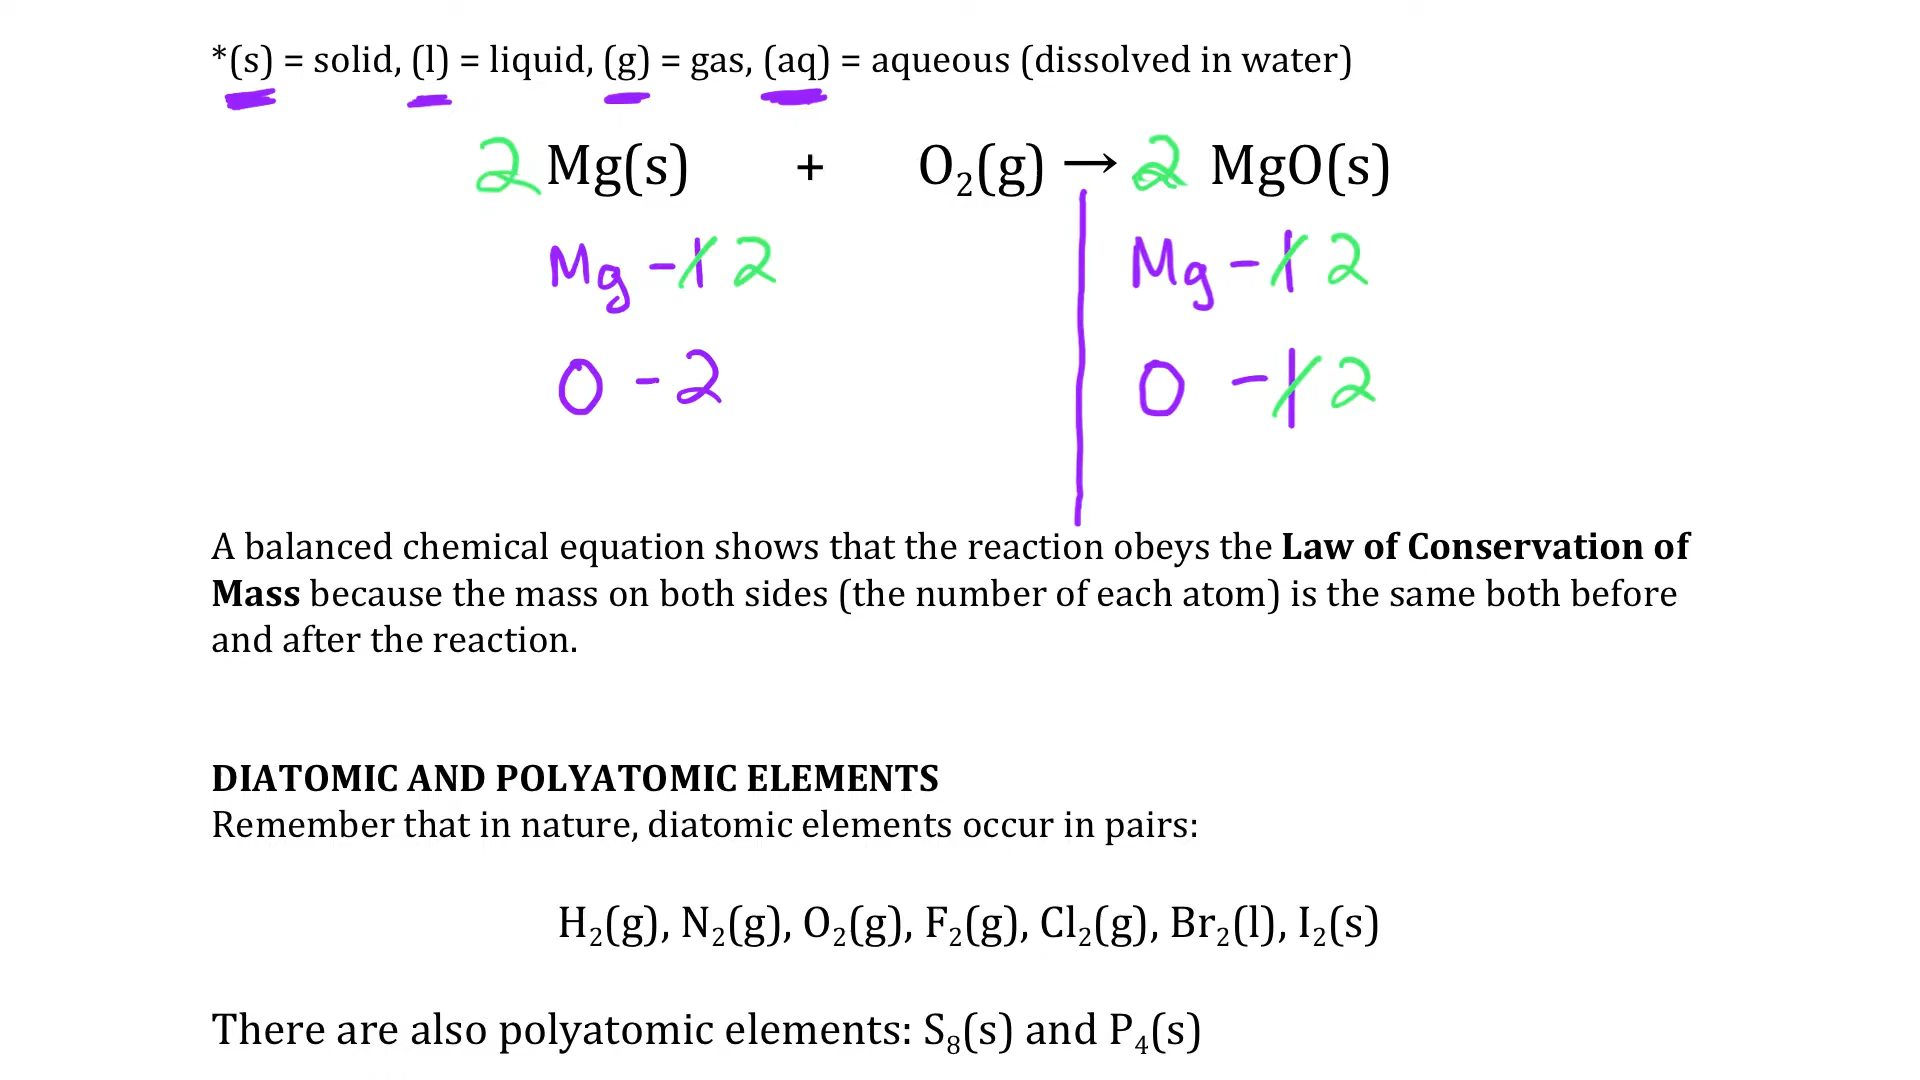 *(s) = solid, (l) = liquid, (g) = gas, (aq) = aqueous (dissolved in water)
2 Mg(s) + O₂(g) → 2 MgO(s)
Mg - 1 2 Mg - 1 2
O - 2 O - 1 2
A balanced chemical equation shows that the reaction obeys the Law of Conservation of
Mass because the mass on both sides (the number of each atom) is the same both before
and after the reaction.
DIATOMIC AND POLYATOMIC ELEMENTS
Remember that in nature, diatomic elements occur in pairs:
H₂(g), N₂(g), O₂(g), F₂(g), Cl₂(g), Br₂(l), I₂(s)
There are also polyatomic elements: S₈(s) and P₄(s)